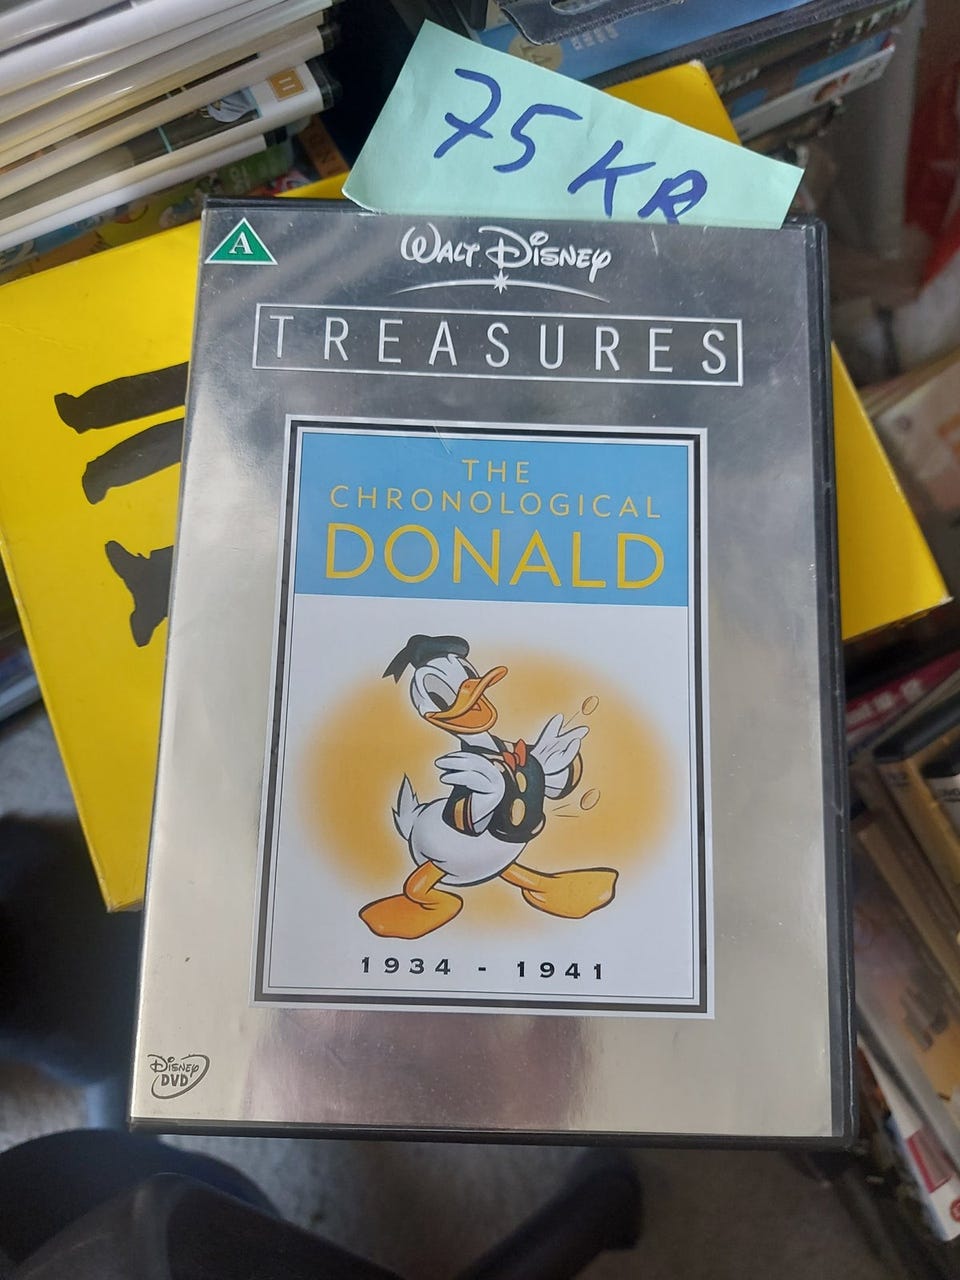 75 KR
A
WALT DISNEY
TREASURES
THE
CHRONOLOGICAL
DONALD
1934 - 1941
DISNEY
DVD